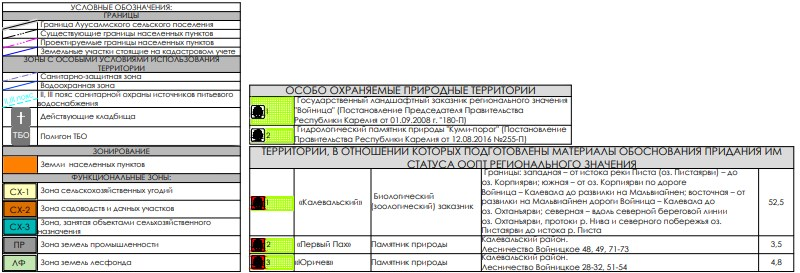 УСЛОВНЫЕ ОБОЗНАЧЕНИЯ:
ГРАНИЦЫ
Граница Луусалмского сельского поселения
Существующие границы населенных пунктов
Проектируемые границы населенных пунктов
Земельные участки стоящие на кадастровом учете
ЗОНЫ С ОСОБЫМИ УСЛОВИЯМИ ИСПОЛЬЗОВАНИЯ
ТЕРРИТОРИИ
Санитарно-защитная зона
Водоохранная зона
II, III пояс
II, III пояс санитарной охраны источников питьевого
водоснабжения
Действующие кладбища
ТБО
Полигон ТБО
ЗОНИРОВАНИЕ
Земли населенных пунктов
ФУНКЦИОНАЛЬНЫЕ ЗОНЫ:
СХ-1
Зона сельскохозяйственных угодий
СХ-2
Зона садоводств и дачных участков
СХ-3
Зона, занятая объектами сельскохозяйственного
назначения
ПР
Зона земель промышленности
ЛФ
Зона земель лесфонда
ОСОБО ОХРАНЯЕМЫЕ ПРИРОДНЫЕ ТЕРРИТОРИИ
1
Государственный ландшафтный заказник регионального значения
"Войница" (Постановление Председателя Правительства
Республики Карелия от 01.09.2008 г. "180-П)
2
Гидрологический памятник природы "Куми-порог" (Постановление
Правительства Республики Карелия от 12.08.2016 №255-П)
ТЕРРИТОРИИ, В ОТНОШЕНИИ КОТОРЫХ ПОДГОТОВЛЕНЫ МАТЕРИАЛЫ ОБОСНОВАНИЯ ПРИДАНИЯ ИМ
СТАТУСА ООПТ РЕГИОНАЛЬНОГО ЗНАЧЕНИЯ
1
«Калевальский»
Биологический
(зоологический) заказник
Границы: западная – от истока реки Писта (оз. Пистаярви) – до
оз. Корпиярви; южная – от оз. Корпиярви по дороге
Войница – Калевала до развилки на Мальвиайнен; восточная – от
развилки на Мальвиайнен дороги Войница – Калевала до
оз. Охтаньярви; северная – вдоль северной береговой линии
оз. Охтаньярви, протоки р. Нива и северного побережья оз.
Пистаярви до истока р. Писта
52,5
2
«Первый Пах»
Памятник природы
Калевальский район.
Лесничество Войницкое 48, 49, 71-73
3,5
3
«Юричев»
Памятник природы
Калевальский район.
Лесничество Войницкое 28-32, 51-54
4,8